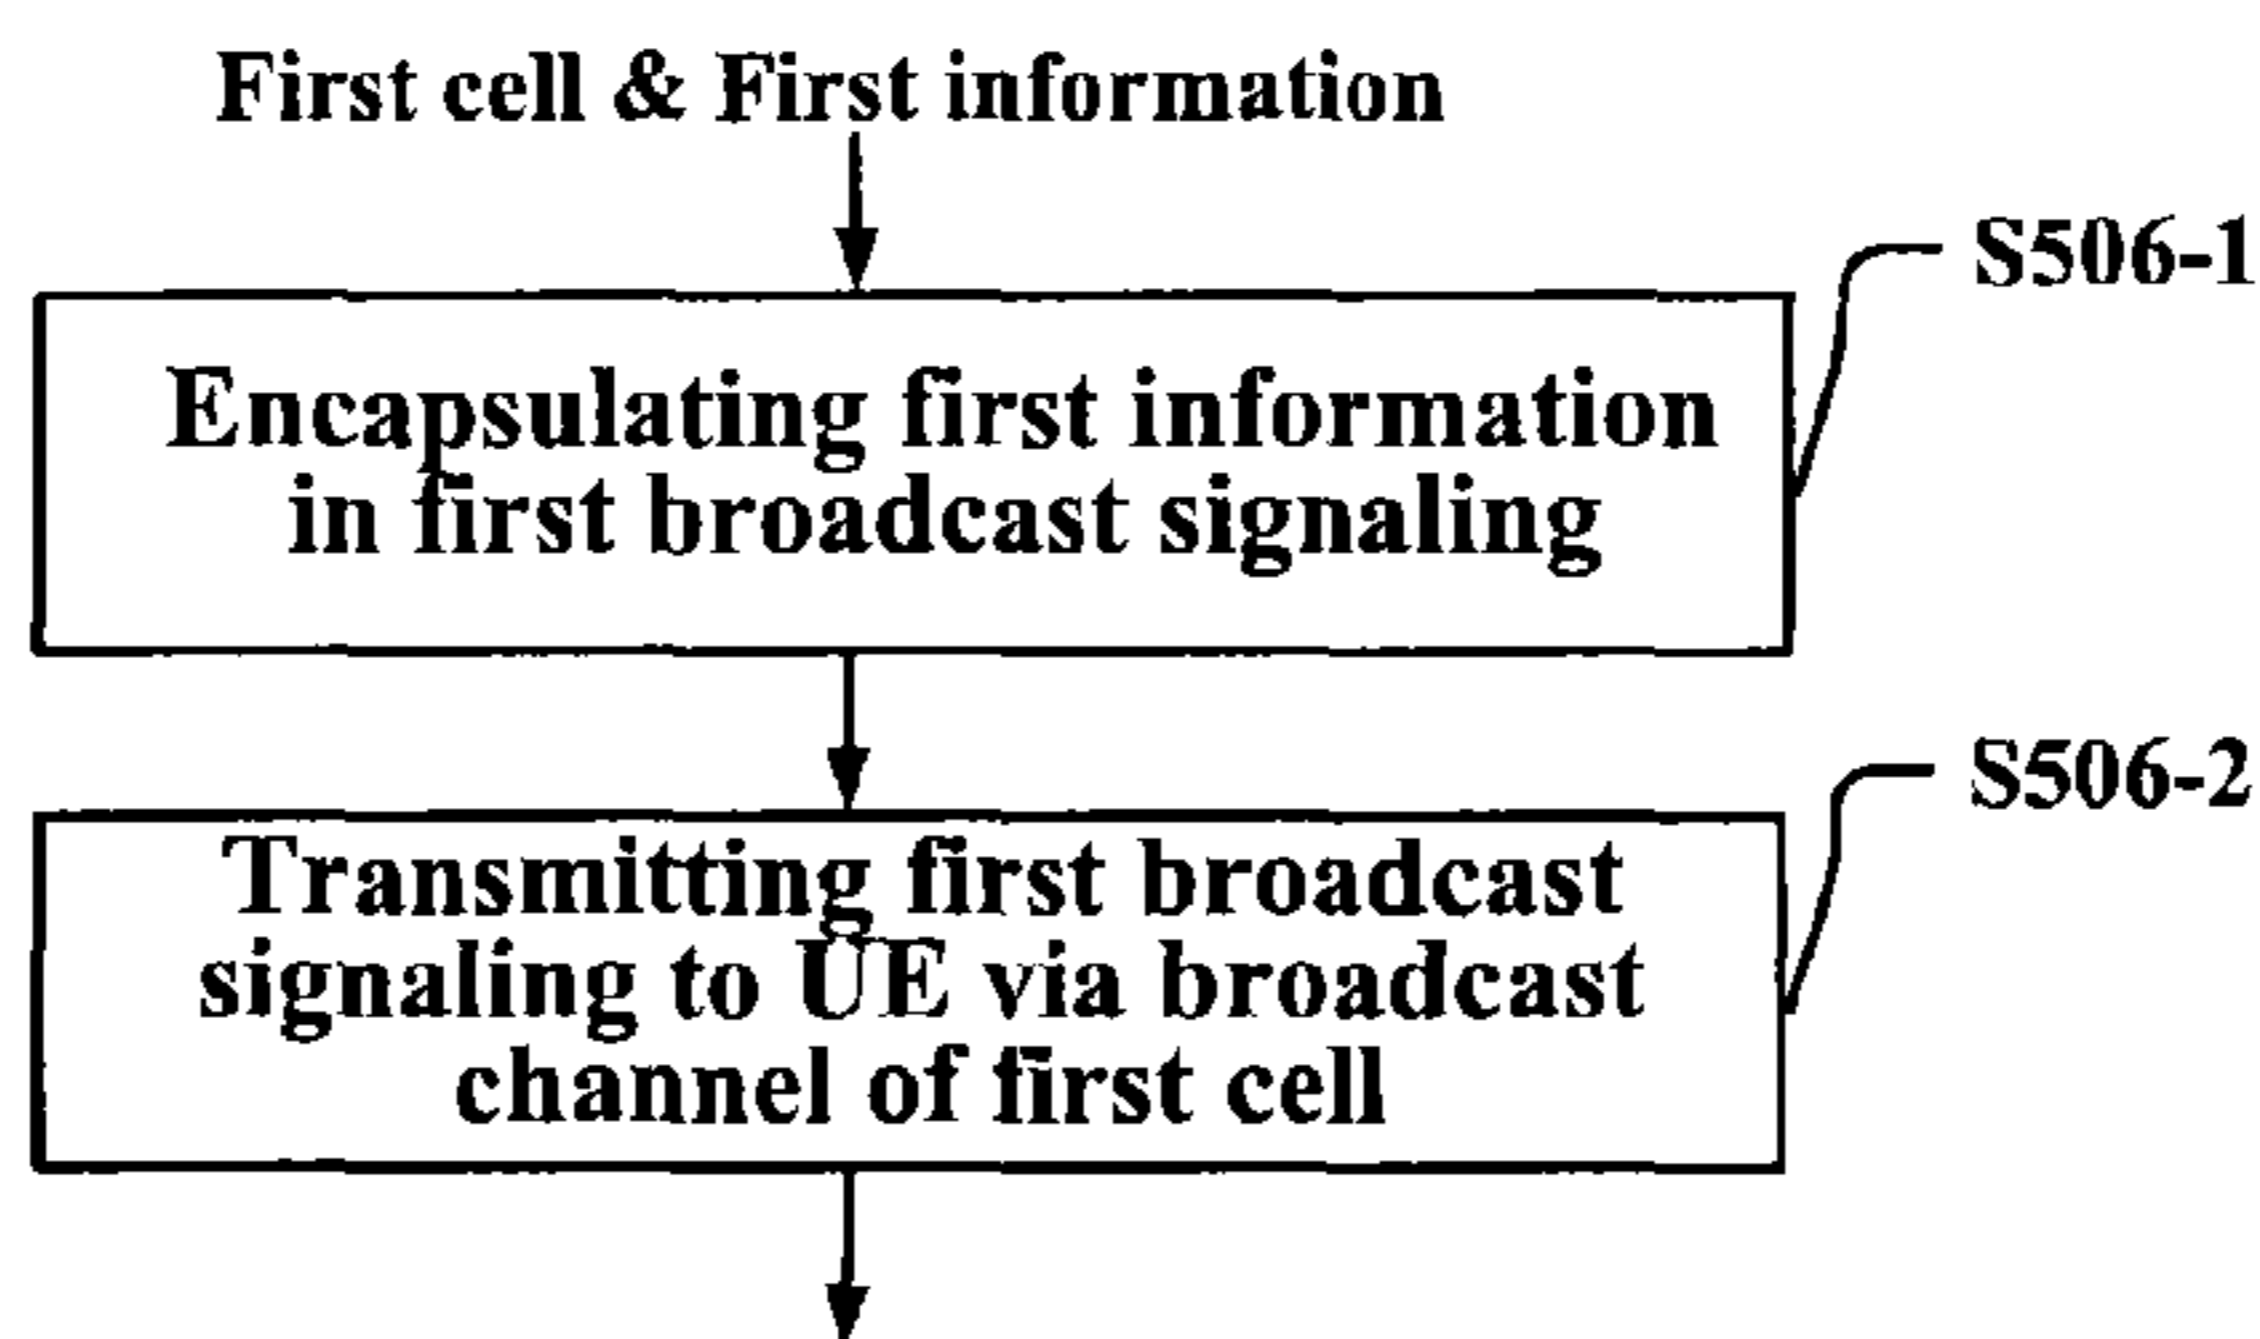 First cell & First information
S506-1
Encapsulating first information
in first broadcast signaling
S506-2
Transmitting first broadcast
signaling to UE via broadcast
channel of first cell